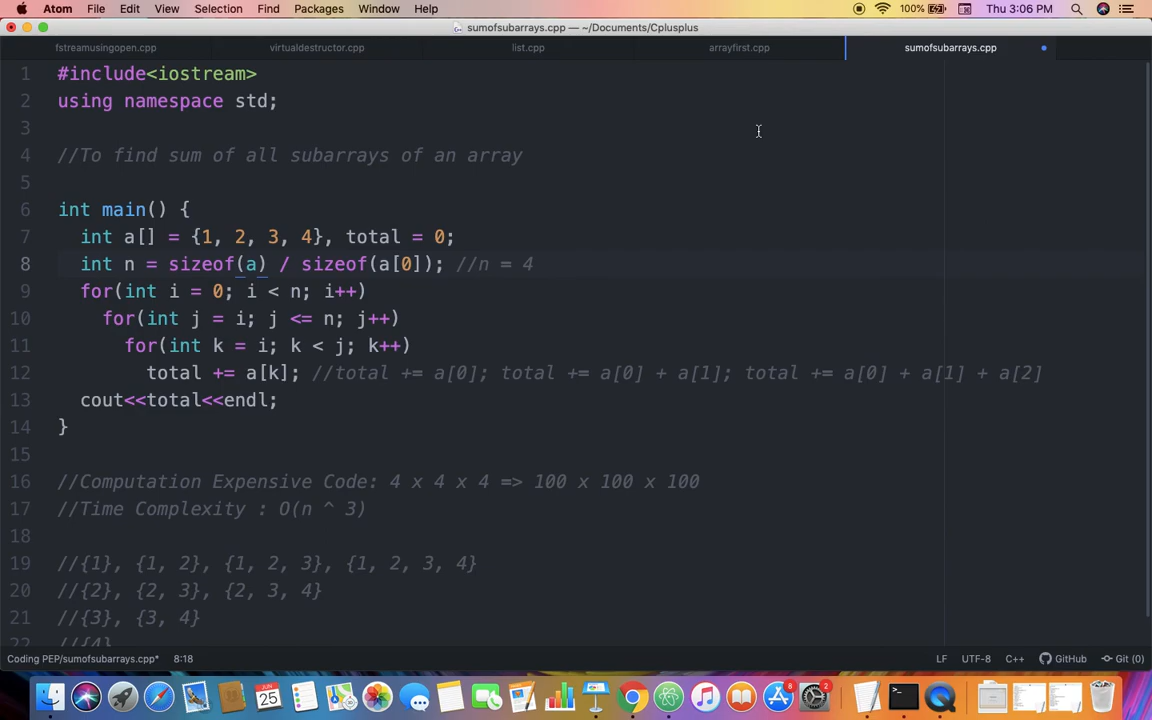 Atom File Edit View Selection Find Packages Window Help 100% Thu 3:06 PM
sumofsubarrays.cpp — ~/Documents/Cplusplus
fstreamusingopen.cpp virtualdestructor.cpp list.cpp arrayfirst.cpp sumofsubarrays.cpp
1 #include<iostream>
2 using namespace std;
3
4 //To find sum of all subarrays of an array
5
6 int main() {
7 int a[] = {1, 2, 3, 4}, total = 0;
8 int n = sizeof(a) / sizeof(a[0]); //n = 4
9 for(int i = 0; i < n; i++)
10 for(int j = i; j <= n; j++)
11 for(int k = i; k < j; k++)
12 total += a[k]; //total += a[0]; total += a[0] + a[1]; total += a[0] + a[1] + a[2]
13 cout<<total<<endl;
14 }
15
16 //Computation Expensive Code: 4 x 4 x 4 => 100 x 100 x 100
17 //Time Complexity : O(n ^ 3)
18
19 //{1}, {1, 2}, {1, 2, 3}, {1, 2, 3, 4}
20 //{2}, {2, 3}, {2, 3, 4}
21 //{3}, {3, 4}
22 //{4}
Coding PEP/sumofsubarrays.cpp* 8:18 LF UTF-8 C++ GitHub Git (0)
JUN 25 8 2